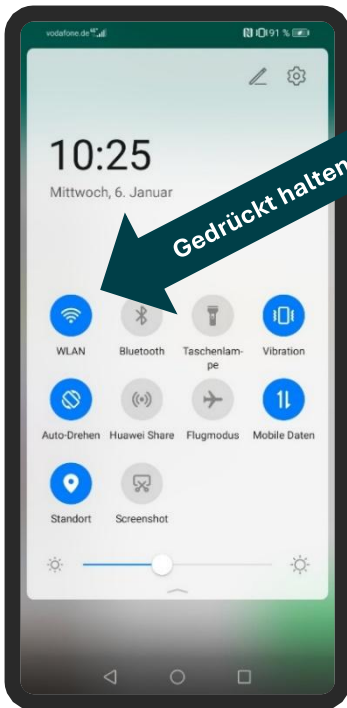 vodafone.de 91 %
10:25
Mittwoch, 6. Januar
Gedrückt halten
WLAN Bluetooth Taschenlam-
pe Vibration
Auto-Drehen Huawei Share Flugmodus Mobile Daten
Standort Screenshot